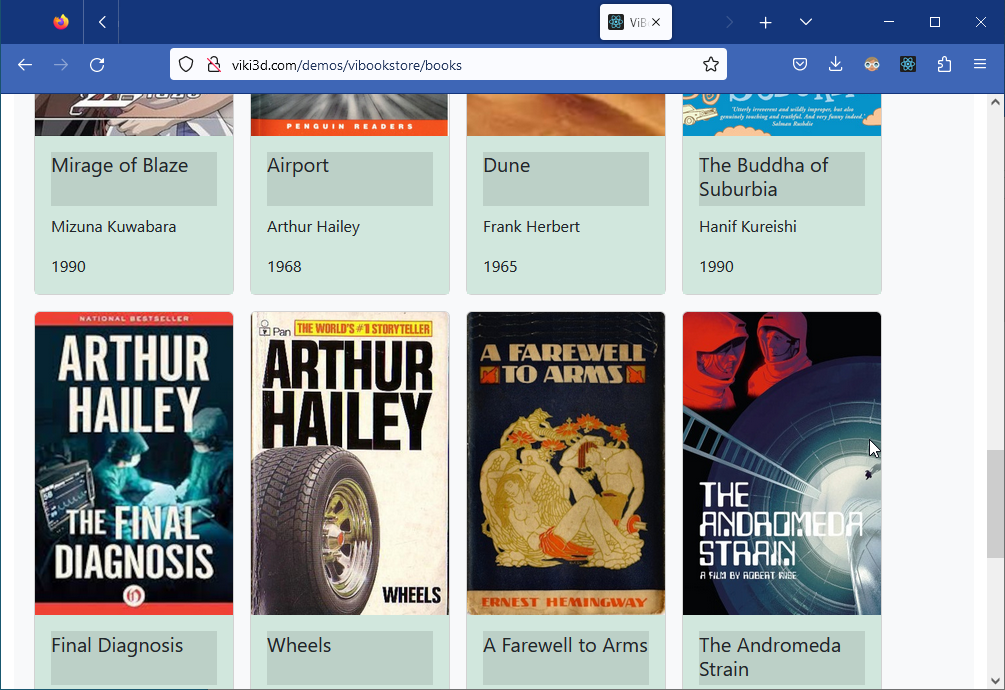 ViB
viki3d.com/demos/vibookstore/books
1990
PENGUIN READERS
'Utterly irreverent and wildly improper, but also
genuinely touching and truthful. And very funny indeed.'
Salman Rushdie
Mirage of Blaze
Airport
Dune
The Buddha of
Suburbia
Mizuna Kuwabara
Arthur Hailey
Frank Herbert
Hanif Kureishi
1990
1968
1965
1990
NATIONAL BESTSELLER
ARTHUR
HAILEY
THE FINAL
DIAGNOSIS
Pan
THE WORLD'S #1 STORYTELLER
ARTHUR
HAILEY
WHEELS
A FAREWELL
TO ARMS
ERNEST HEMINGWAY
THE
ANDROMEDA
STRAIN
A FILM BY ROBERT WISE
Final Diagnosis
Wheels
A Farewell to Arms
The Andromeda
Strain